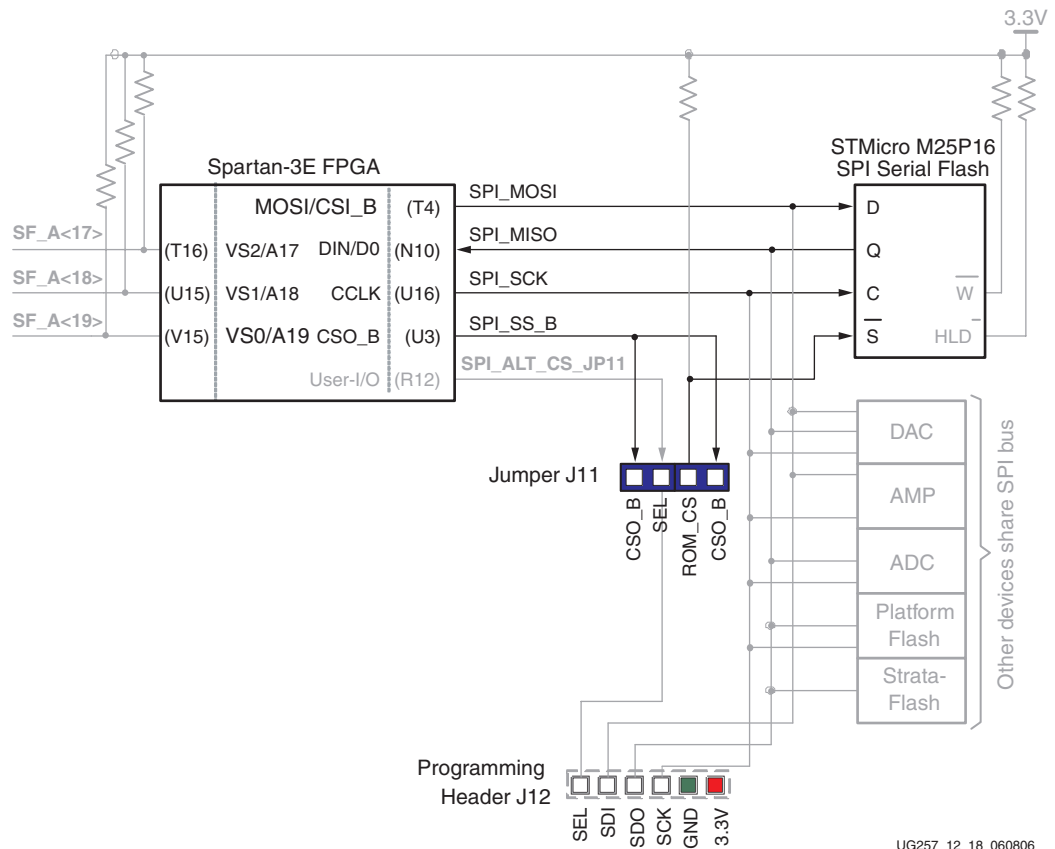 3.3V
STMicro M25P16
SPI Serial Flash
Spartan-3E FPGA
SPI_MOSI
MOSI/CSI_B
(T4)
D
SF_A<17>
SPI_MISO
(T16)
VS2/A17
DIN/D0
(N10)
Q
SF_A<18>
SPI_SCK
(U15)
VS1/A18
CCLK
(U16)
C
W
SF_A<19>
SPI_SS_B
(V15)
VS0/A19
CSO_B
(U3)
S
HLD
SPI_ALT_CS_JP11
User-I/O
(R12)
DAC
Jumper J11
CSO_B
SEL
ROM_CS
CSO_B
AMP
ADC
Platform
Flash
Strata-
Flash
Other devices share SPI bus
Programming
Header J12
SEL
SDI
SDO
SCK
GND
3.3V
UG257_12_18_060806